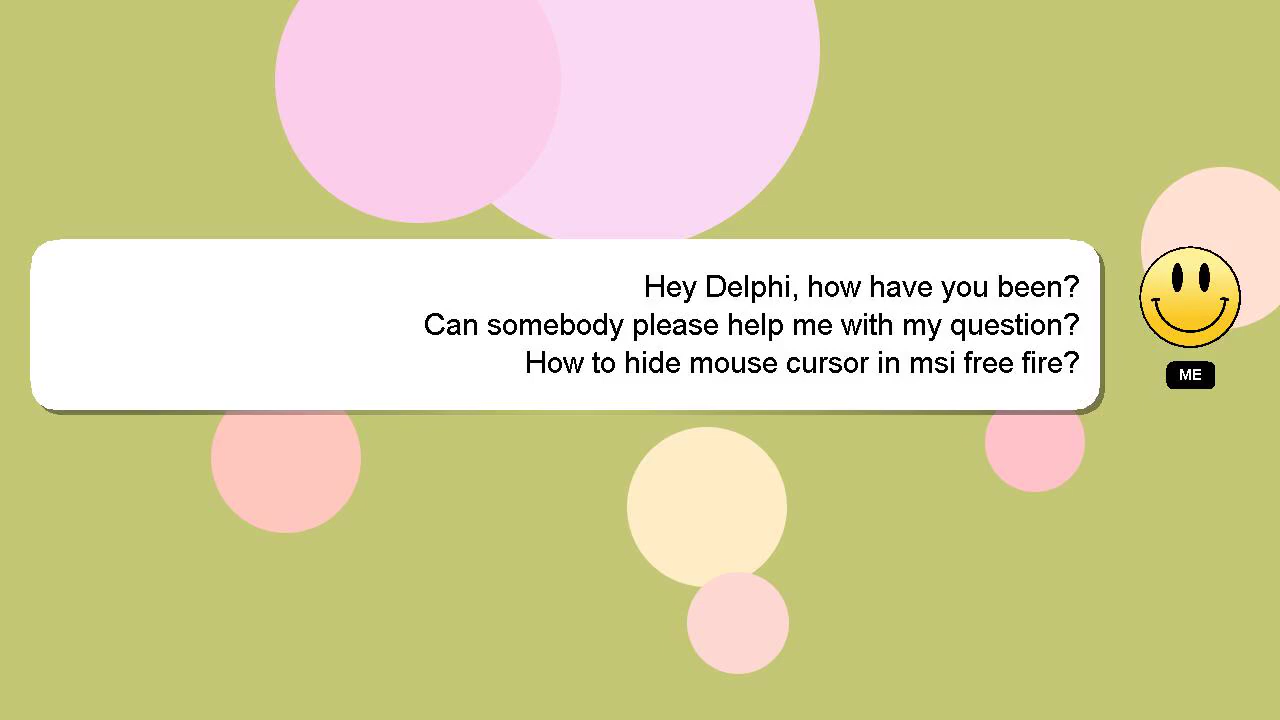 Hey Delphi, how have you been?
Can somebody please help me with my question?
How to hide mouse cursor in msi free fire?
ME